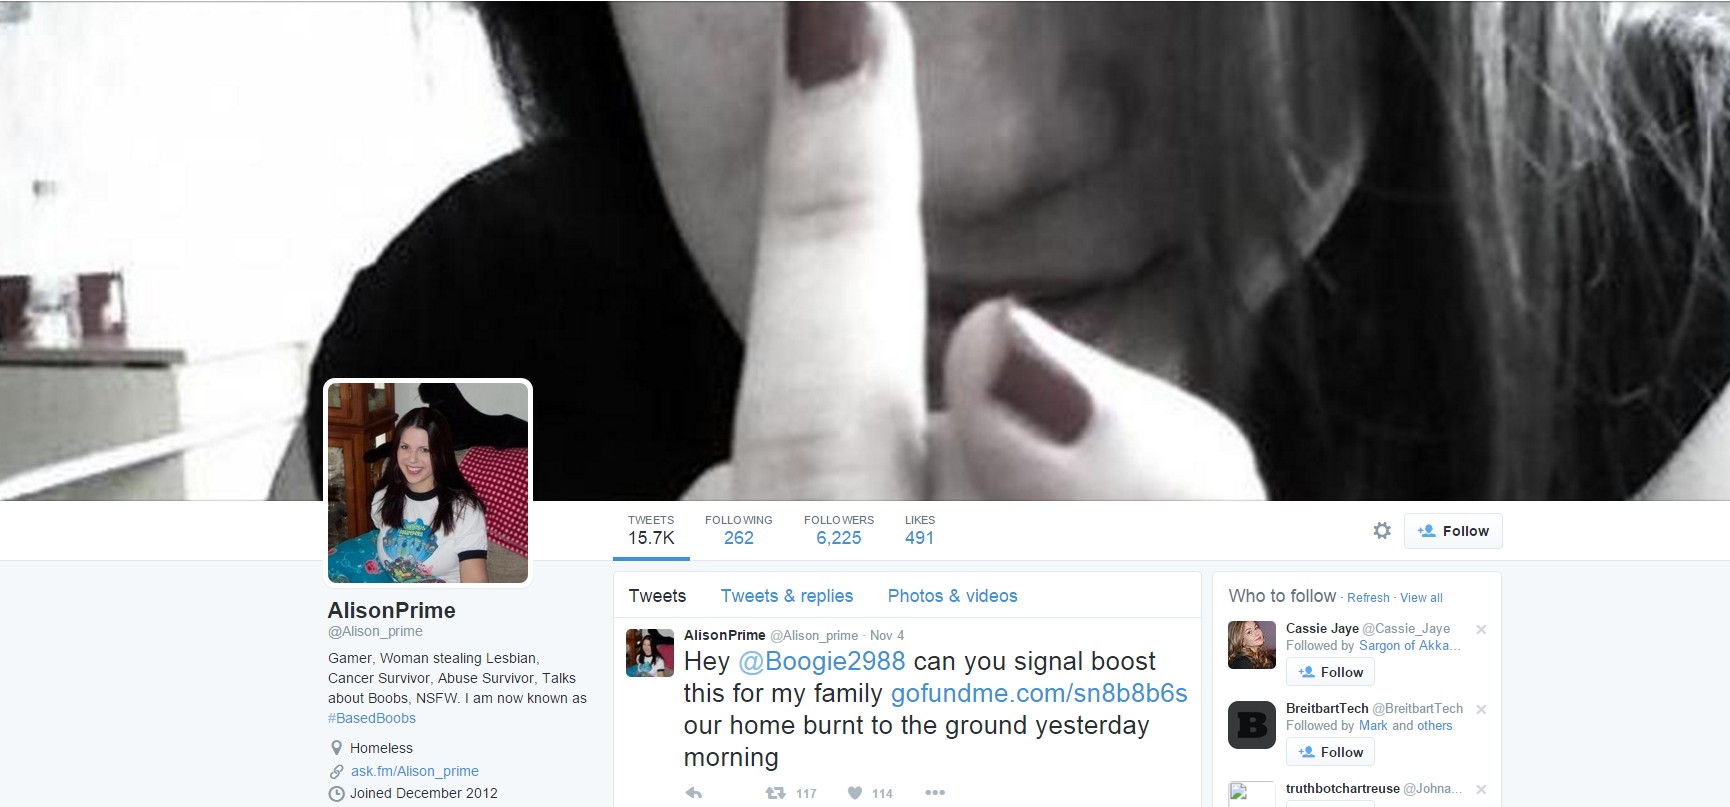 TWEETS
15.7K
FOLLOWING
262
FOLLOWERS
6,225
LIKES
491
Follow
AlisonPrime
@Alison_prime
Gamer, Woman stealing Lesbian,
Cancer Survivor, Abuse Survivor, Talks
about Boobs, NSFW. I am now known as
#BasedBoobs
Homeless
ask.fm/Alison_prime
Joined December 2012
Tweets Tweets & replies Photos & videos
AlisonPrime @Alison_prime · Nov 4
Hey @Boogie2988 can you signal boost
this for my family gofundme.com/sn8b8b6s
our home burnt to the ground yesterday
morning
117 114
Who to follow · Refresh · View all
Cassie Jaye @Cassie_Jaye
Followed by Sargon of Akka...
Follow
BreitbartTech @BreitbartTech
B
Followed by Mark and others
Follow
truthbotchartreuse @Johna...